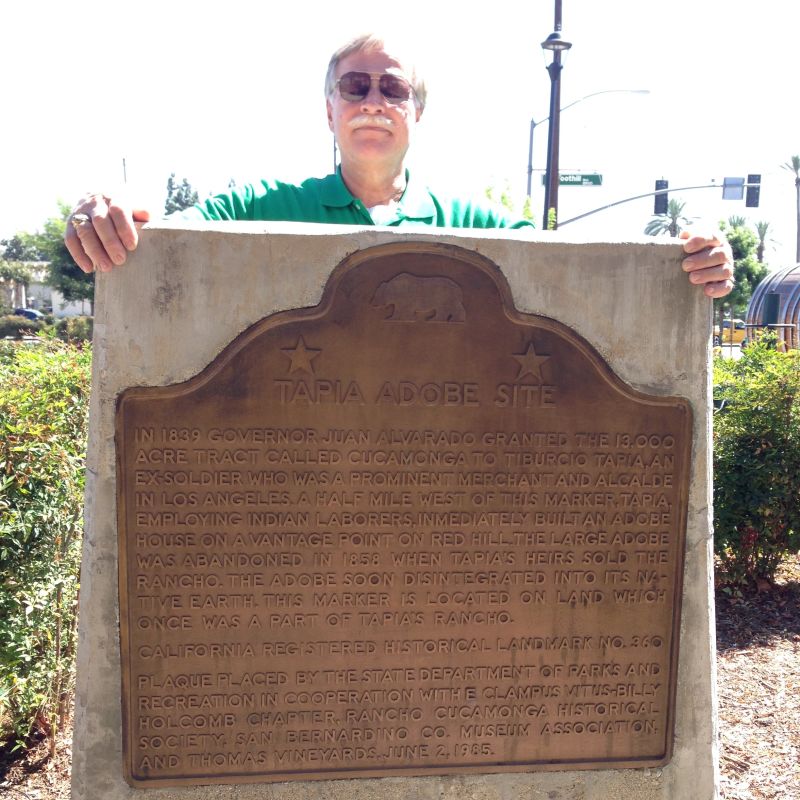 Foothill
TAPIA ADOBE SITE
IN 1839 GOVERNOR JUAN ALVARADO GRANTED THE 13,000
ACRE TRACT CALLED CUCAMONGA TO TIBURCIO TAPIA, AN
EX-SOLDIER WHO WAS A PROMINENT MERCHANT AND ALCALDE
IN LOS ANGELES. A HALF MILE WEST OF THIS MARKER, TAPIA,
EMPLOYING INDIAN LABORERS, INMEDIATELY BUILT AN ADOBE
HOUSE ON A VANTAGE POINT ON RED HILL. THE LARGE ADOBE
WAS ABANDONED IN 1858 WHEN TAPIA'S HEIRS SOLD THE
RANCHO. THE ADOBE SOON DISINTEGRATED INTO ITS NA-
TIVE EARTH. THIS MARKER IS LOCATED ON LAND WHICH
ONCE WAS A PART OF TAPIA'S RANCHO.
CALIFORNIA REGISTERED HISTORICAL LANDMARK NO. 360
PLAQUE PLACED BY THE STATE DEPARTMENT OF PARKS AND
RECREATION IN COOPERATION WITH E CLAMPUS VITUS-BILLY
HOLCOMB CHAPTER, RANCHO CUCAMONGA HISTORICAL
SOCIETY, SAN BERNARDINO CO. MUSEUM ASSOCIATION,
AND THOMAS VINEYARDS, JUNE 2, 1985.